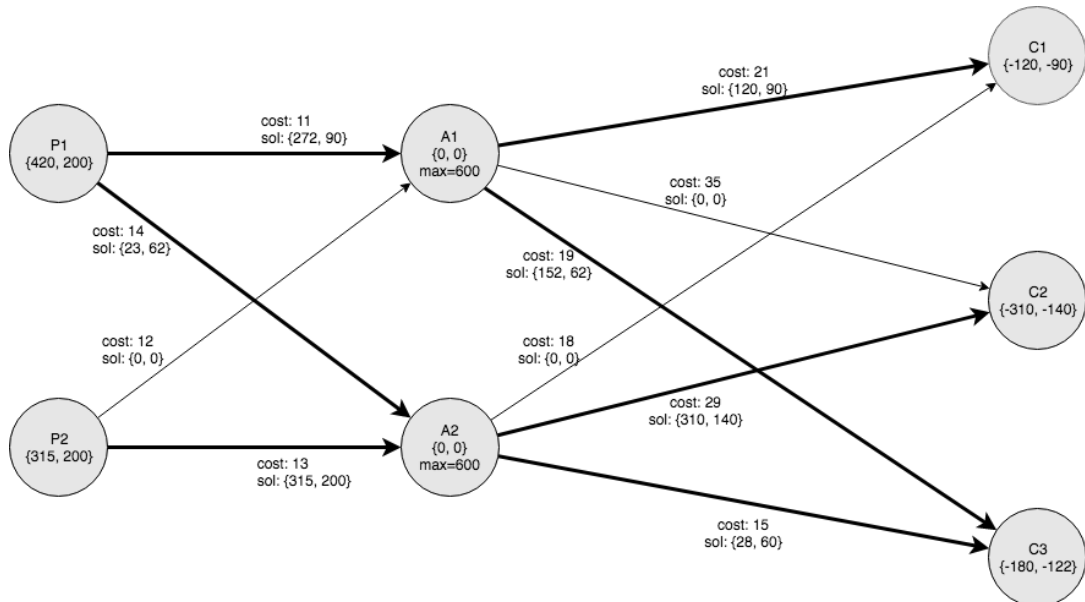 C1
{-120, -90}
cost: 21
sol: {120, 90}
P1
{420, 200}
cost: 11
sol: {272, 90}
A1
{0, 0}
max=600
cost: 35
sol: {0, 0}
cost: 14
sol: {23, 62}
cost: 19
sol: {152, 62}
C2
{-310, -140}
cost: 12
sol: {0, 0}
cost: 18
sol: {0, 0}
cost: 29
sol: {310, 140}
P2
{315, 200}
cost: 13
sol: {315, 200}
A2
{0, 0}
max=600
cost: 15
sol: {28, 60}
C3
{-180, -122}